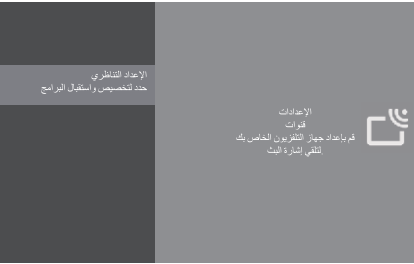 الإعداد التناظري
حدد لتخصيص واستقبال البرامج
الإعدادات
قنوات
قم بإعداد جهاز التلفزيون الخاص بك
لتلقي إشارة البث.